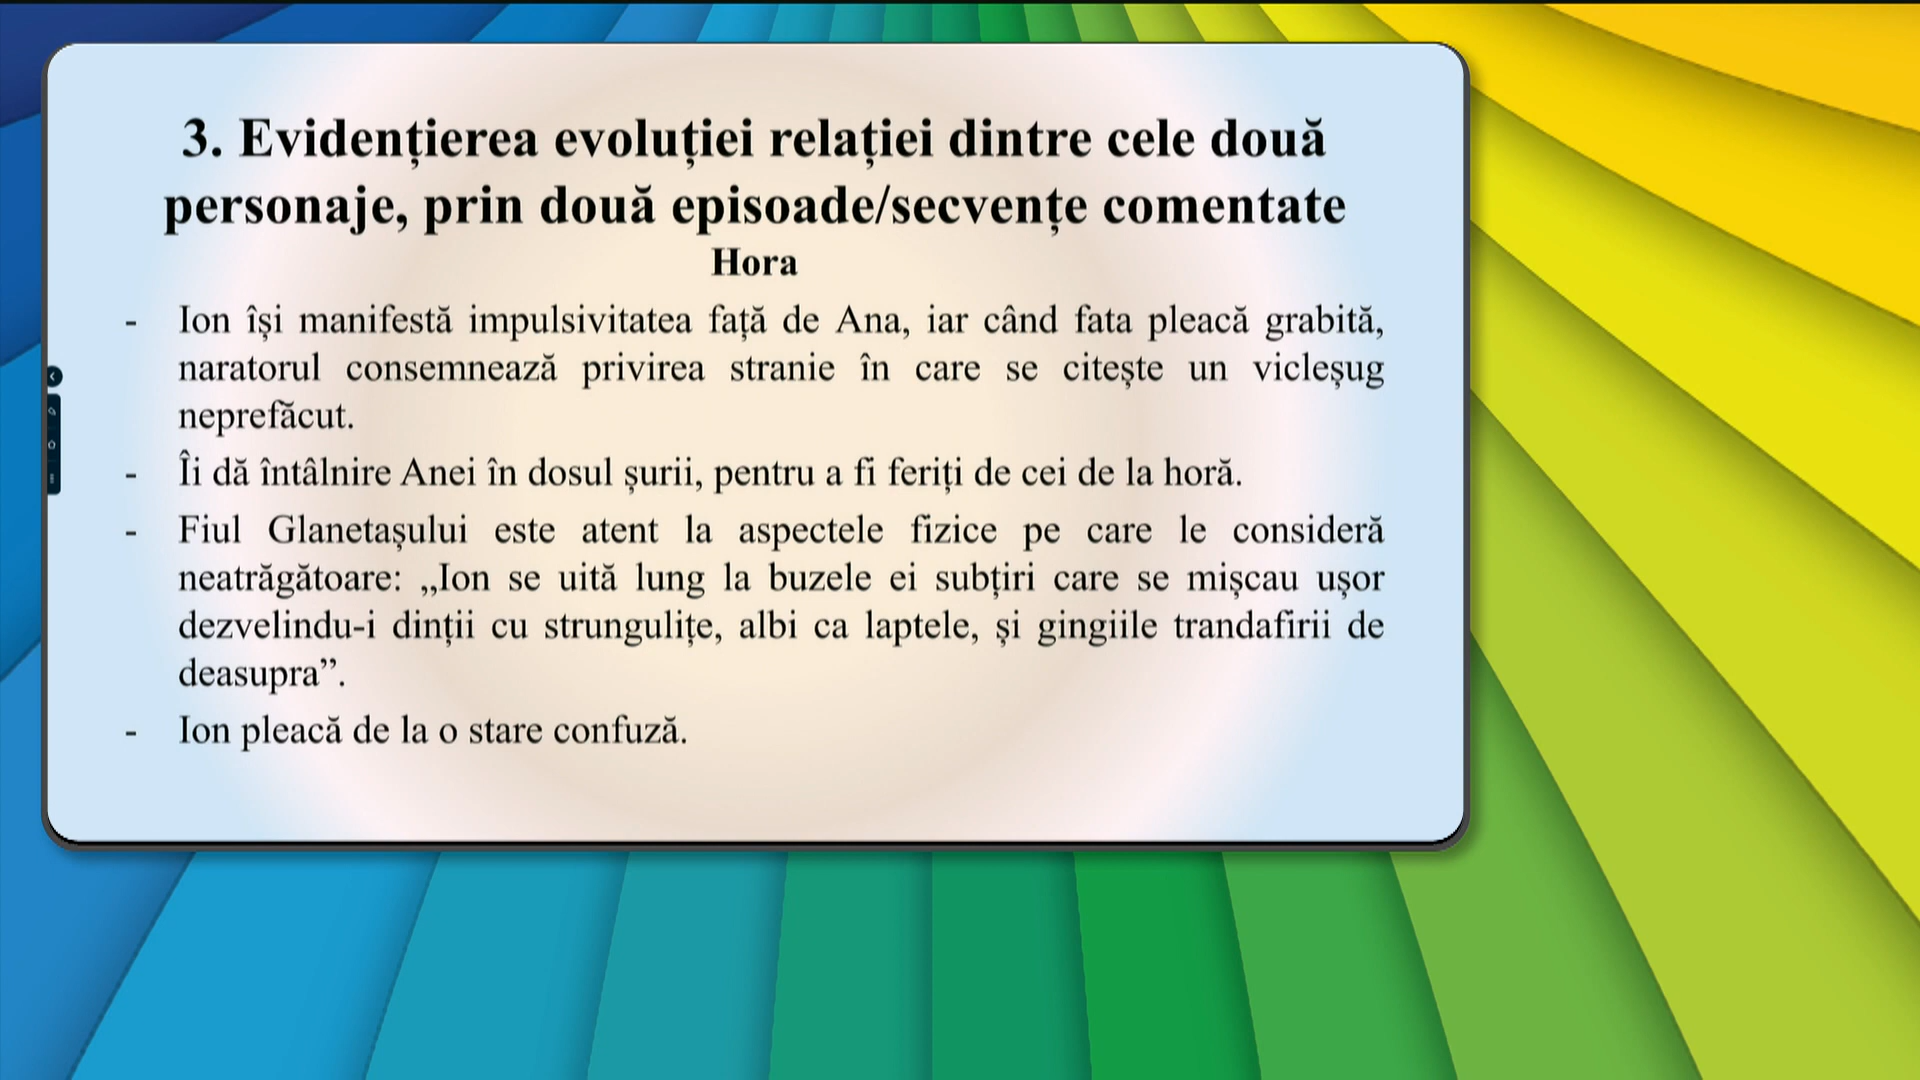 3. Evidențierea evoluției relației dintre cele două
personaje, prin două episoade/secvențe comentate
Hora
- Ion își manifestă impulsivitatea față de Ana, iar când fata pleacă grabită,
naratorul consemnează privirea stranie în care se citește un vicleșug
neprefăcut.
- Îi dă întâlnire Anei în dosul șurii, pentru a fi feriți de cei de la horă.
- Fiul Glanetașului este atent la aspectele fizice pe care le consideră
neatrăgătoare: „Ion se uită lung la buzele ei subțiri care se mișcau ușor
dezvelindu-i dinții cu strungulițe, albi ca laptele, și gingiile trandafirii de
deasupra”.
- Ion pleacă de la o stare confuză.